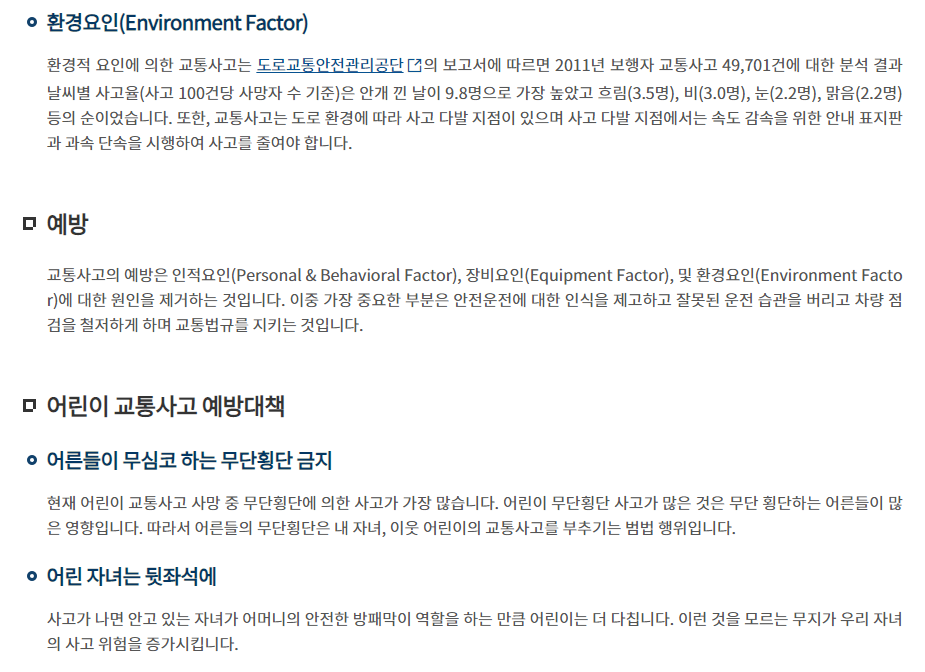 환경요인(Environment Factor)
환경적 요인에 의한 교통사고는 도로교통안전관리공단의 보고서에 따르면 2011년 보행자 교통사고 49,701건에 대한 분석 결과
날씨별 사고율(사고 100건당 사망자 수 기준)은 안개 낀 날이 9.8명으로 가장 높았고 흐림(3.5명), 비(3.0명), 눈(2.2명), 맑음(2.2명)
등의 순이었습니다. 또한, 교통사고는 도로 환경에 따라 사고 다발 지점이 있으며 사고 다발 지점에서는 속도 감속을 위한 안내 표지판
과 과속 단속을 시행하여 사고를 줄여야 합니다.
예방
교통사고의 예방은 인적요인(Personal & Behavioral Factor), 장비요인(Equipment Factor), 및 환경요인(Environment Facto
r)에 대한 원인을 제거하는 것입니다. 이중 가장 중요한 부분은 안전운전에 대한 인식을 제고하고 잘못된 운전 습관을 버리고 차량 점
검을 철저하게 하며 교통법규를 지키는 것입니다.
어린이 교통사고 예방대책
어른들이 무심코 하는 무단횡단 금지
현재 어린이 교통사고 사망 중 무단횡단에 의한 사고가 가장 많습니다. 어린이 무단횡단 사고가 많은 것은 무단 횡단하는 어른들이 많
은 영향입니다. 따라서 어른들의 무단횡단은 내 자녀, 이웃 어린이의 교통사고를 부추기는 범법 행위입니다.
어린 자녀는 뒷좌석에
사고가 나면 안고 있는 자녀가 어머니의 안전한 방패막이 역할을 하는 만큼 어린이는 더 다칩니다. 이런 것을 모르는 무지가 우리 자녀
의 사고 위험을 증가시킵니다.